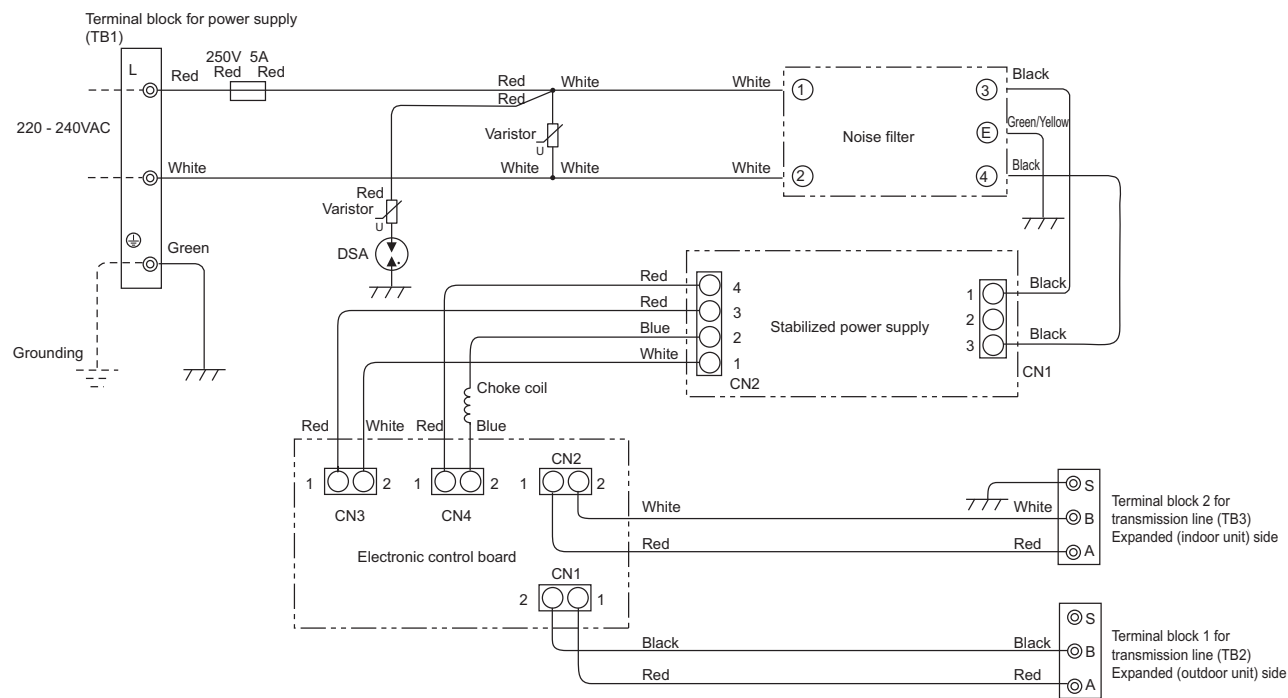 Terminal block for power supply
(TB1)
L
Red
250V 5A
Red Red
Red
Red
White
White
1
3
Black
220 - 240VAC
Varistor
U
Noise filter
E
Green/Yellow
White
White
White
White
2
4
Black
Red
Varistor
U
Green
DSA
Red
4
Red
3
Blue
2
White
1
CN2
Stabilized power supply
1
Black
2
3
Black
CN1
Grounding
Choke coil
Red
White
Red
Blue
1
2
CN3
1
2
CN4
CN2
1
2
Electronic control board
CN1
2
1
White
White
Red
Red
S
B
A
Terminal block 2 for
transmission line (TB3)
Expanded (indoor unit) side
Black
Black
Red
Red
S
B
A
Terminal block 1 for
transmission line (TB2)
Expanded (outdoor unit) side